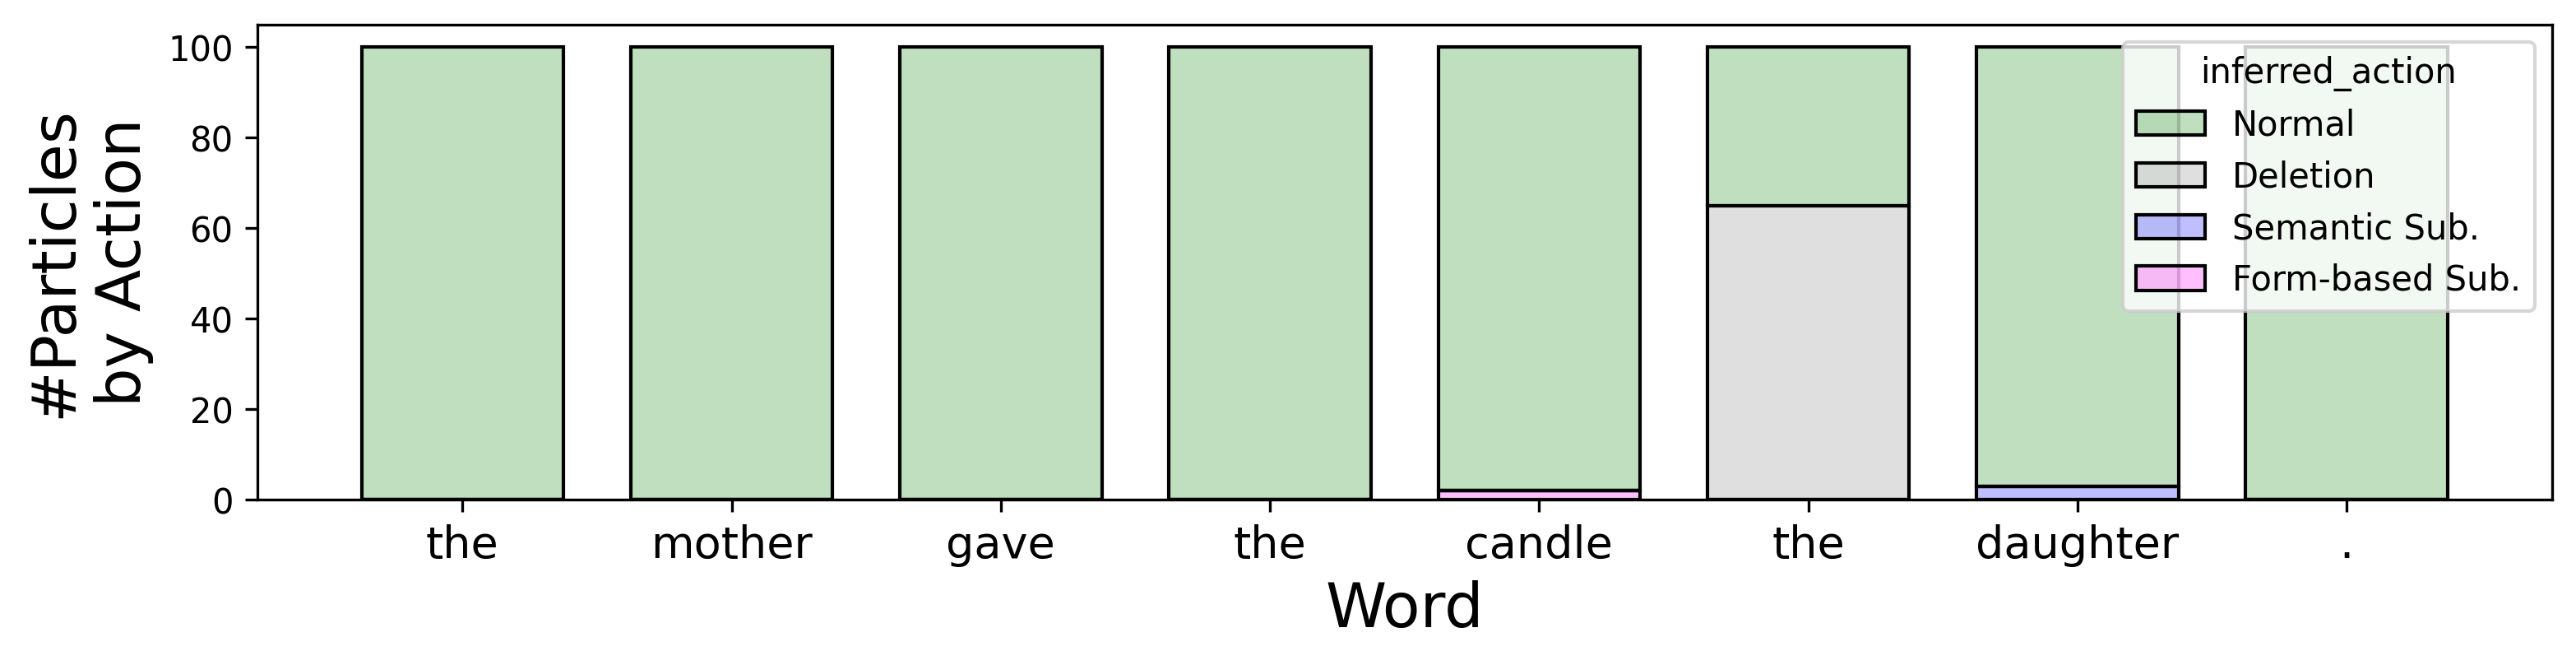 #Particles
by Action
100
80
60
40
20
0
inferred_action
Normal
Deletion
Semantic Sub.
Form-based Sub.
the mother gave the candle the daughter .
Word